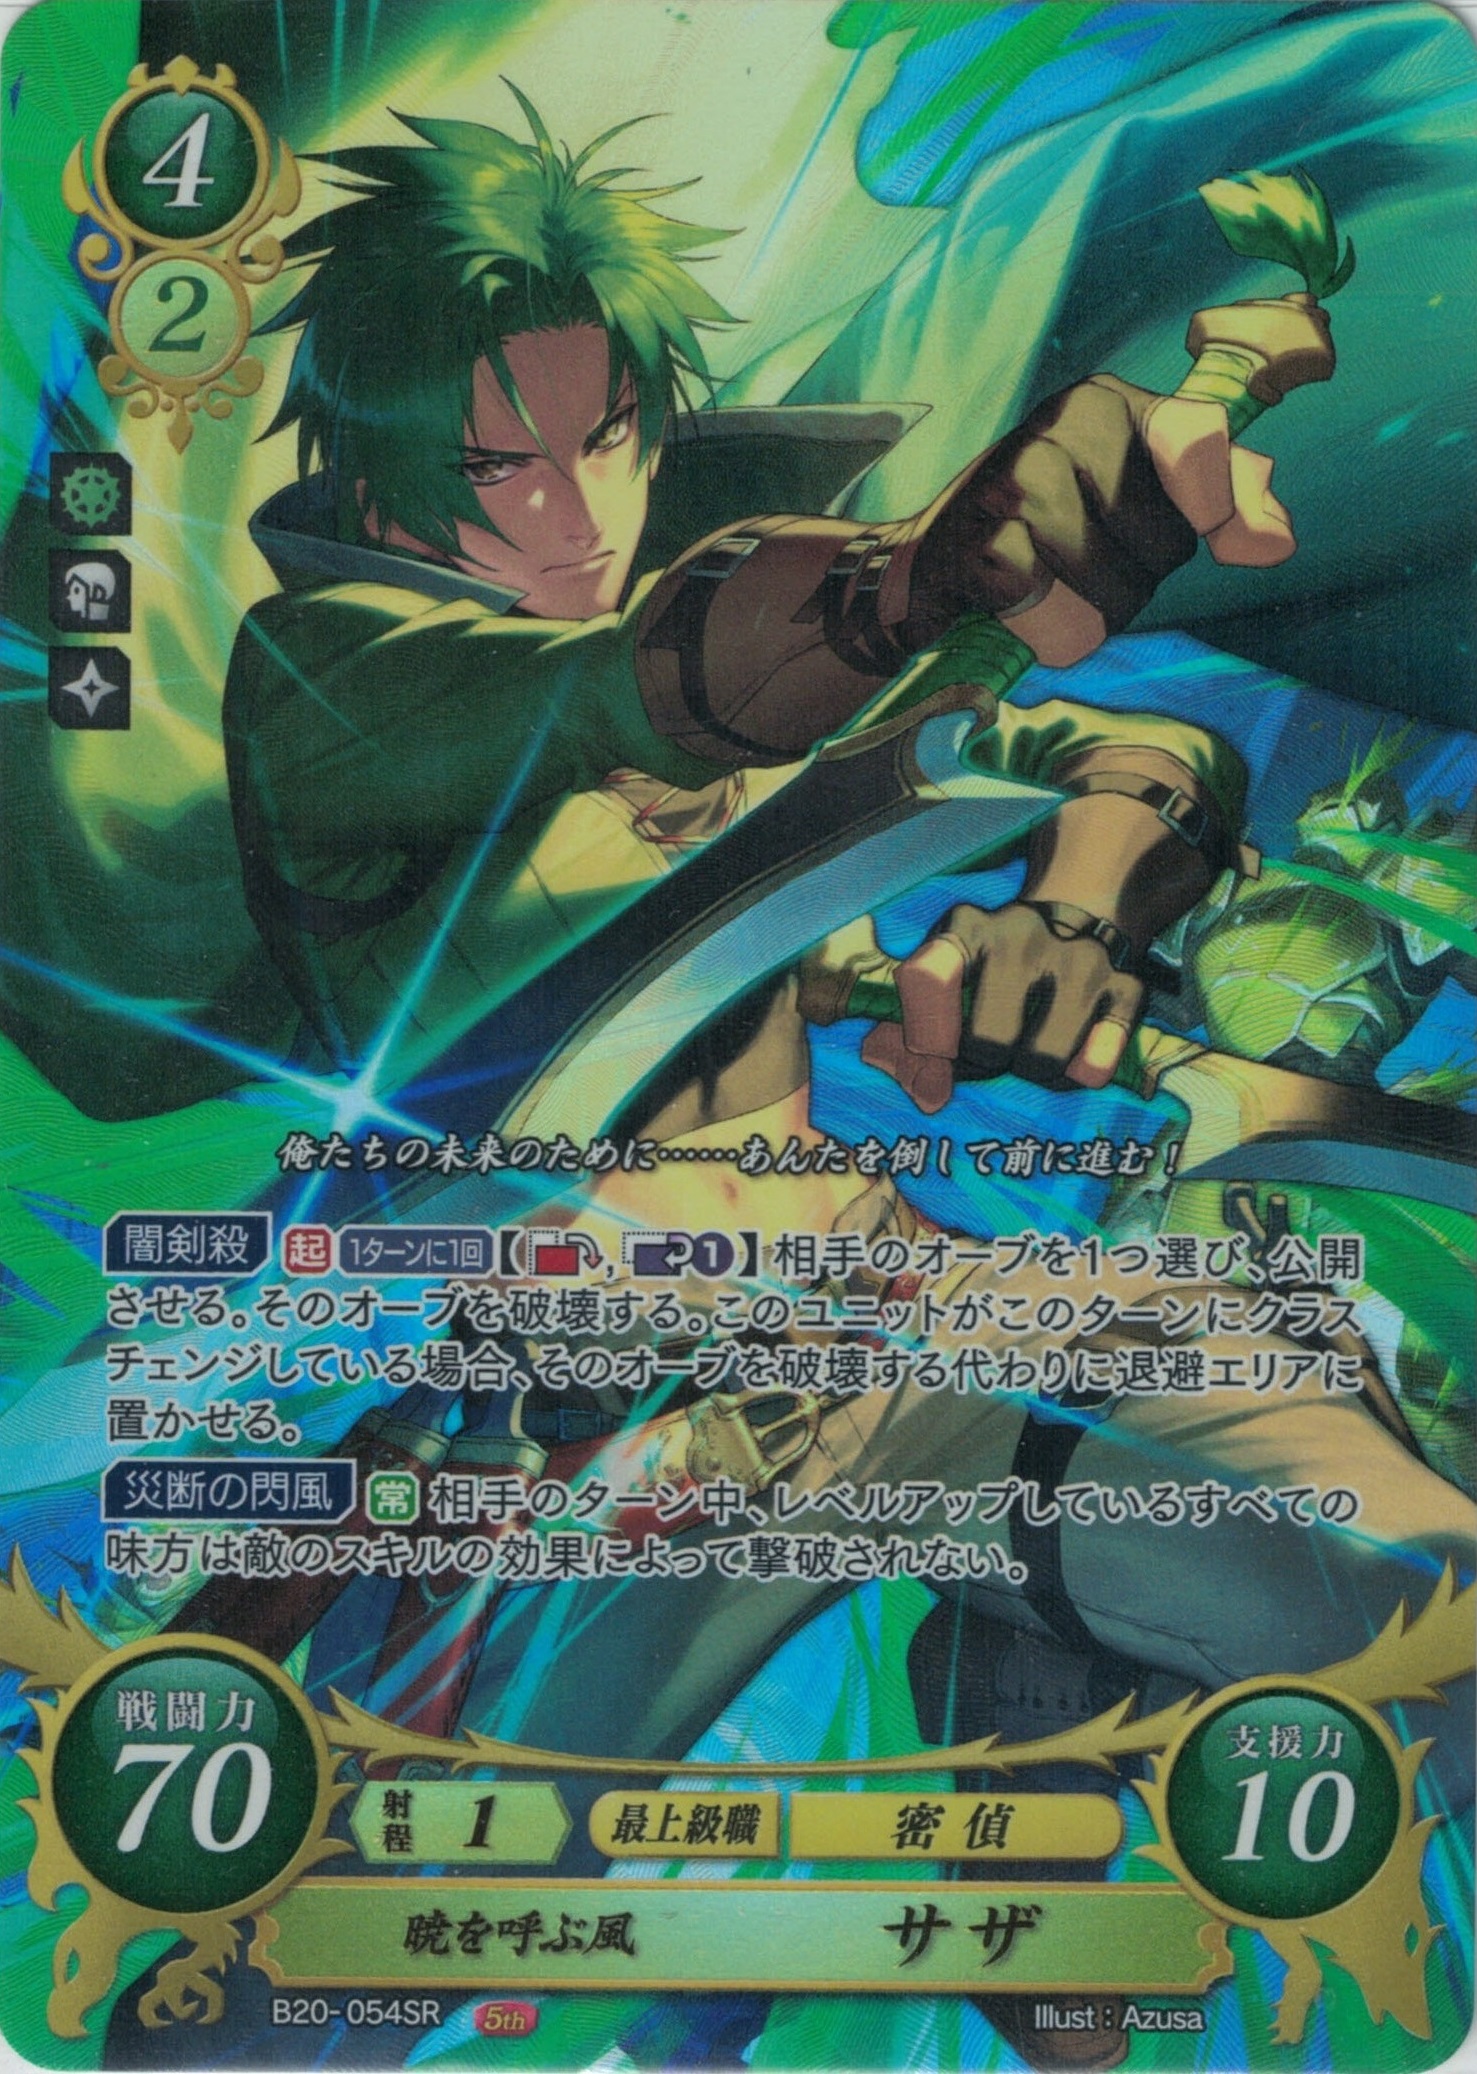 4
2
俺たちの未来のために……あんたを倒して前に進む！
闇剣殺 起 1ターンに1回【 , 1】相手のオーブを1つ選び、公開
させる。そのオーブを破壊する。このユニットがこのターンにクラス
チェンジしている場合、そのオーブを破壊する代わりに退避エリアに
置かせる。
災断の閃風 常 相手のターン中、レベルアップしているすべての
味方は敵のスキルの効果によって撃破されない。
戦闘力
70
支援力
10
射程 1 最上級職 密偵
暁を呼ぶ風 サザ
B20-054SR 5th Illust：Azusa